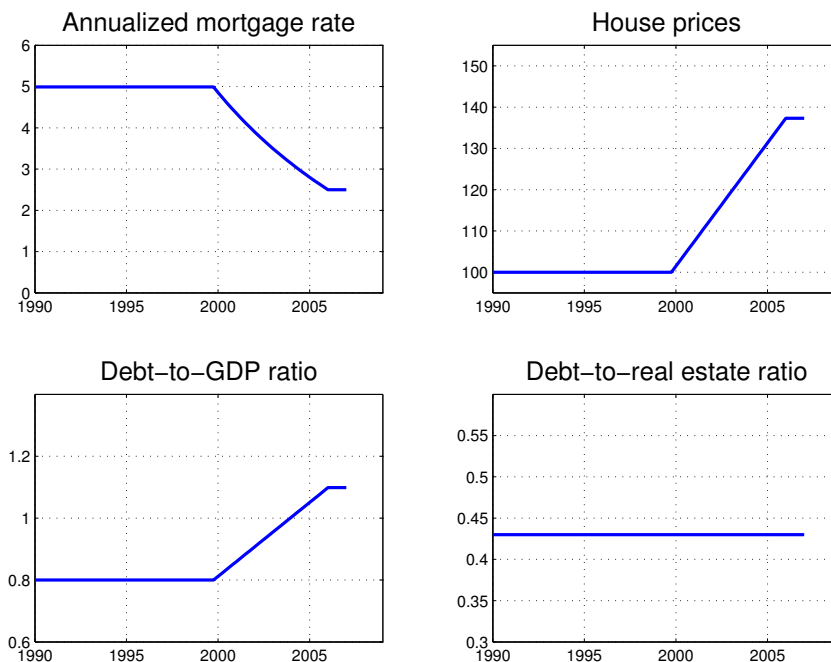 Annualized mortgage rate
6
5
4
3
2
1
0
1990 1995 2000 2005
House prices
150
140
130
120
110
100
1990 1995 2000 2005
Debt−to−GDP ratio
1.2
1
0.8
0.6
1990 1995 2000 2005
Debt−to−real estate ratio
0.55
0.5
0.45
0.4
0.35
0.3
1990 1995 2000 2005